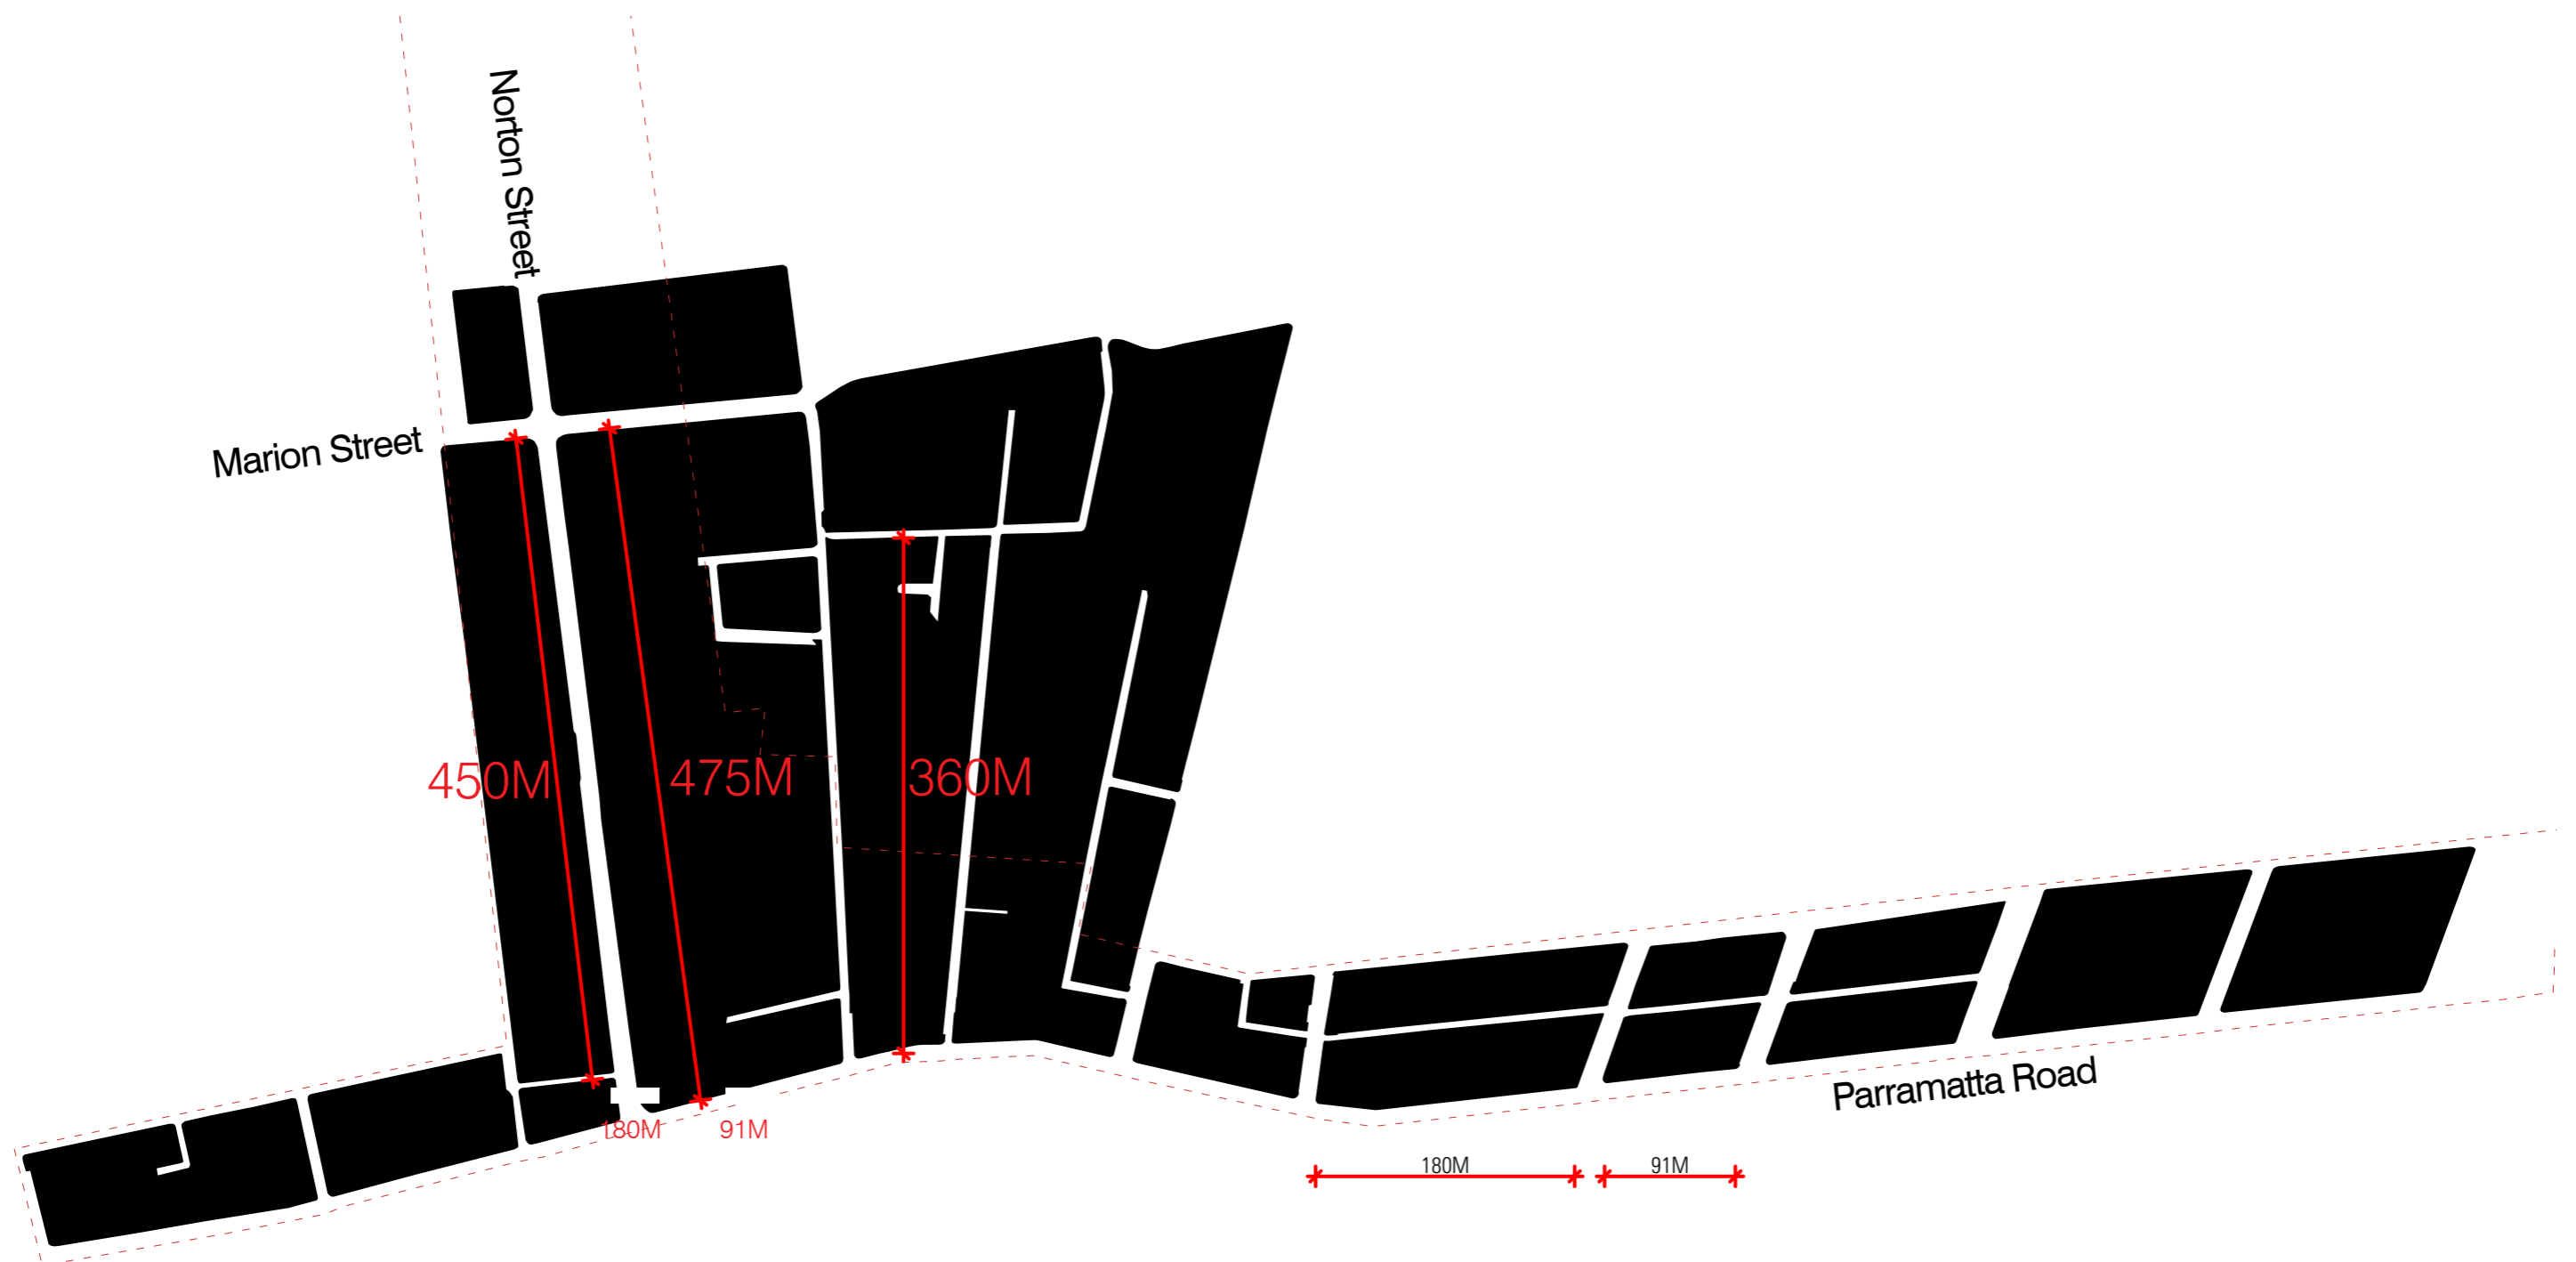 Norton Street
Marion Street
450M
475M
360M
Parramatta Road
180M
91M
180M
91M